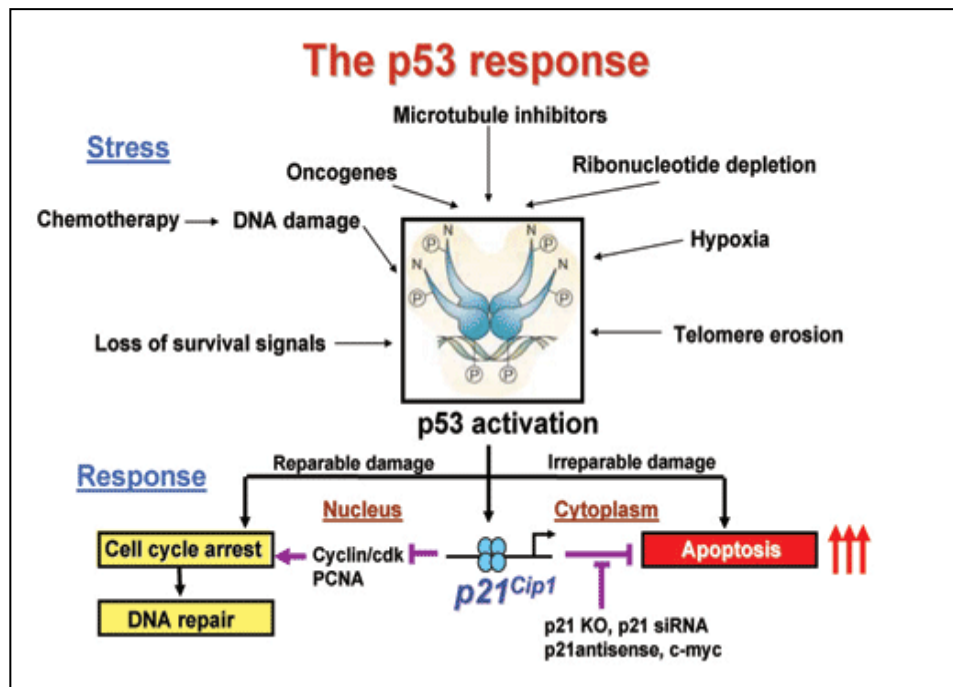 The p53 response
Microtubule inhibitors
Stress
Ribonucleotide depletion
Oncogenes
Chemotherapy
DNA damage
Hypoxia
N
N
N
N
P
P
P
P
Loss of survival signals
Telomere erosion
P
P
p53 activation
Reparable damage
Irreparable damage
Response
Nucleus
Cytoplasm
Cell cycle arrest
Cyclin/cdk
PCNA
p21Cip1
Apoptosis
DNA repair
p21 KO, p21 siRNA
p21antisense, c-myc